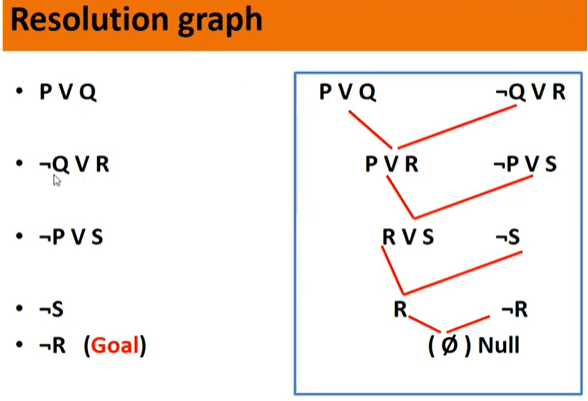 Resolution graph
• P V Q
• ¬Q V R
• ¬P V S
• ¬S
• ¬R (Goal)
P V Q ¬Q V R
P V R ¬P V S
R V S ¬S
R ¬R
( Ø ) Null